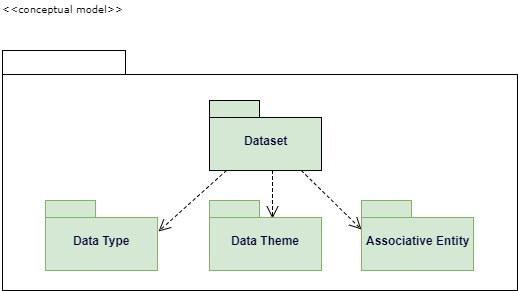 <<conceptual model>>
Dataset
Data Type
Data Theme
Associative Entity